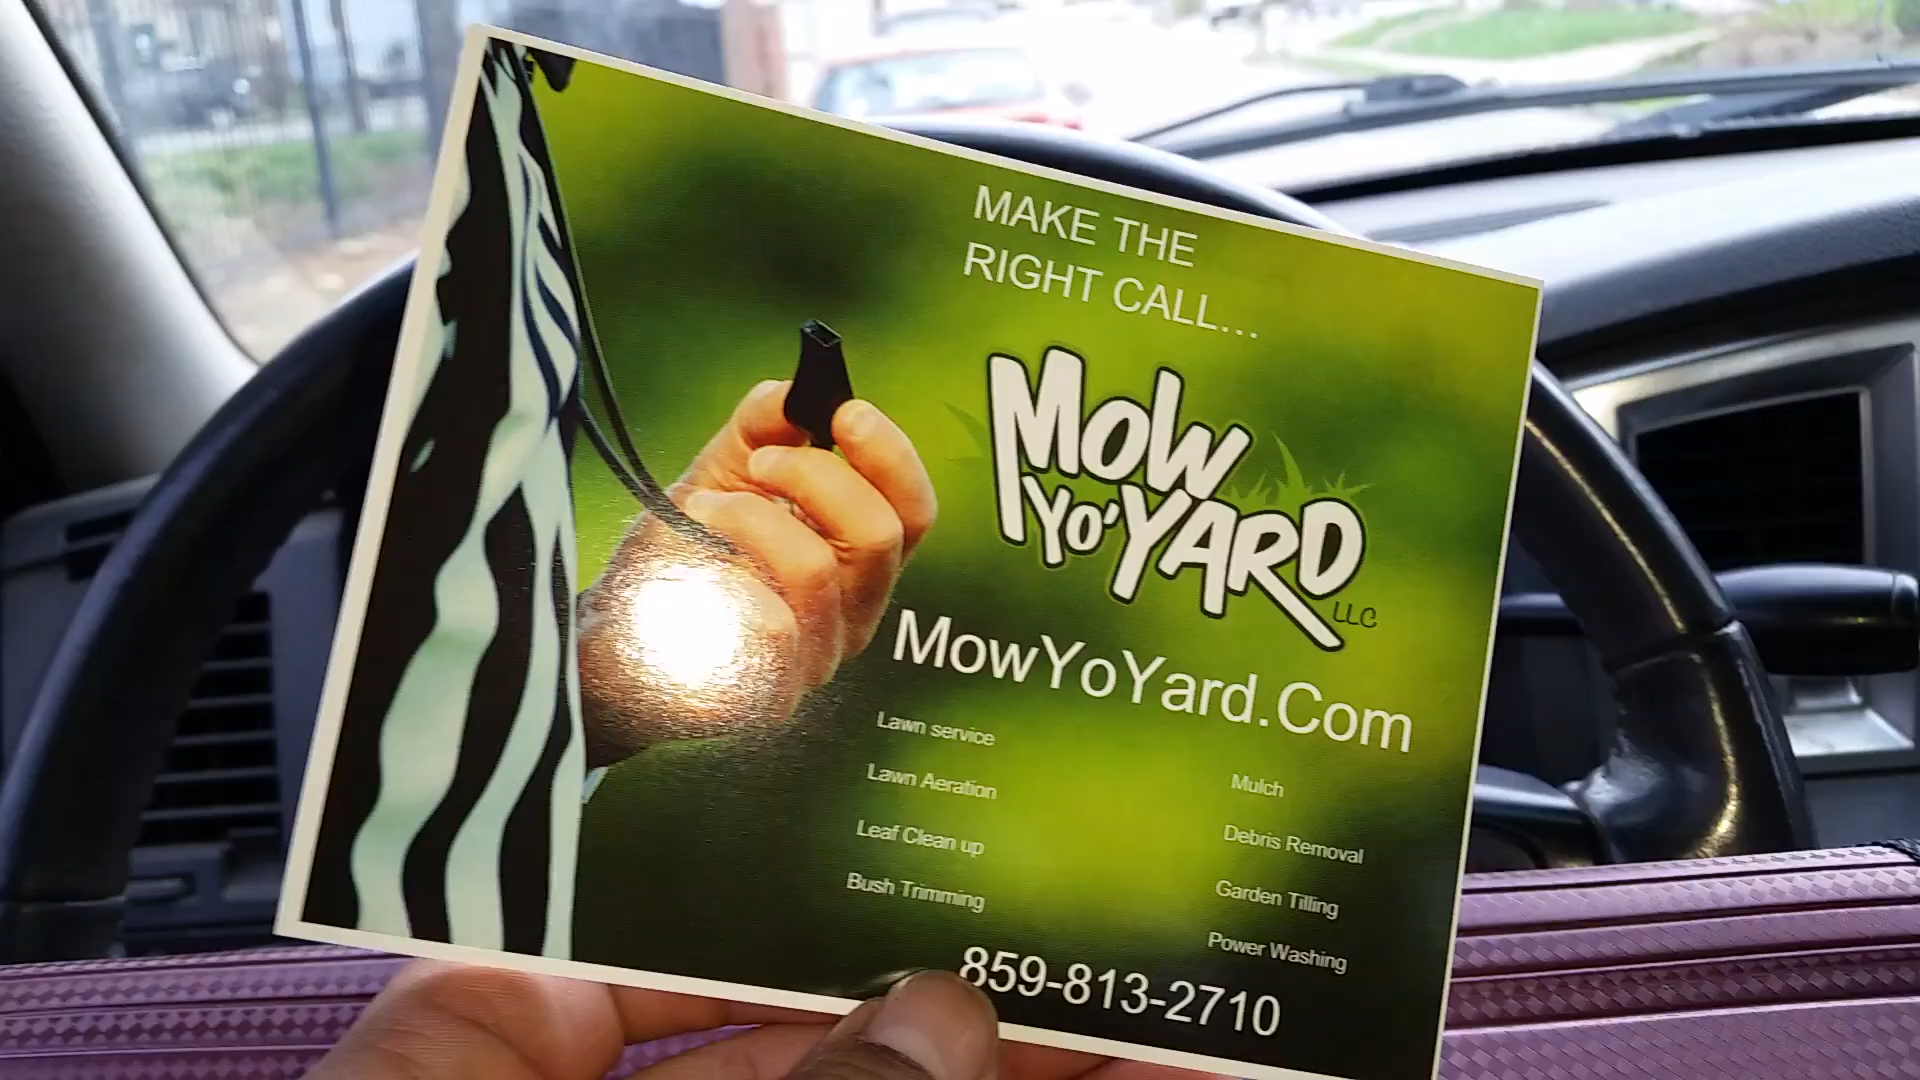 MAKE THE
RIGHT CALL...
MOW
YO' YARD
LLC
MowYoYard.Com
Lawn service
Lawn Aeration
Leaf Clean up
Bush Trimming
Mulch
Debris Removal
Garden Tilling
Power Washing
859-813-2710